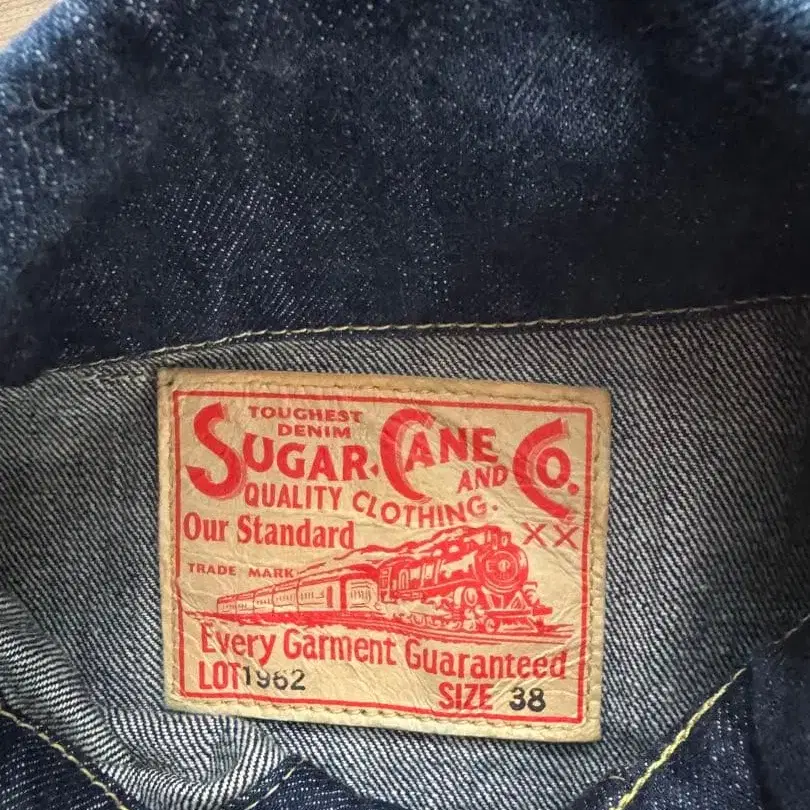 TOUGHEST
DENIM
SUGAR CANE AND CO.
QUALITY CLOTHING.
Our Standard XX
TRADE MARK
Every Garment Guaranteed
LOT 1962
SIZE 38